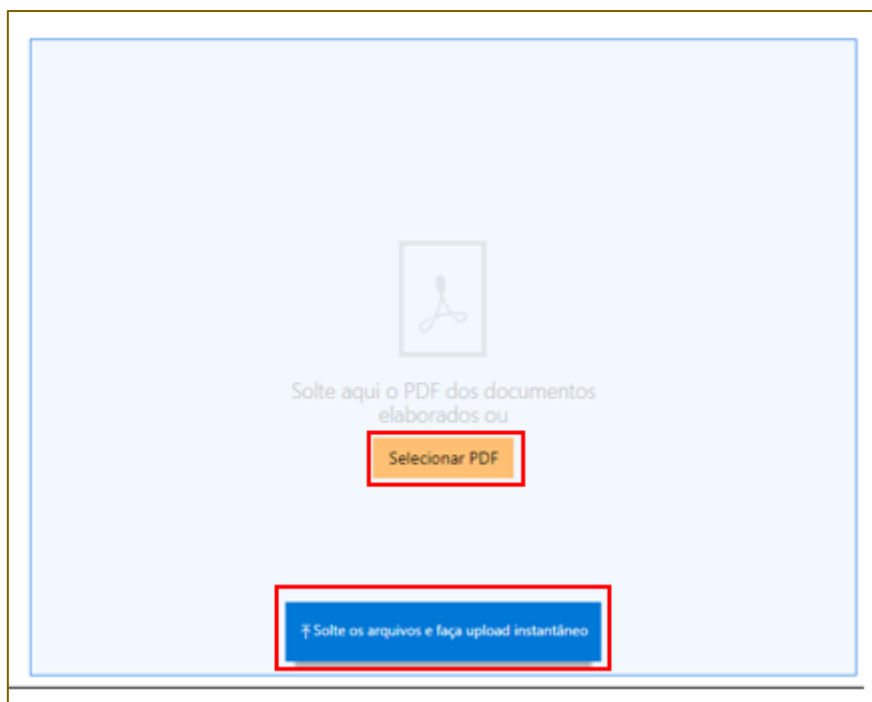 Solte aqui o PDF dos documentos
elaborados ou
Selecionar PDF
Solte os arquivos e faça upload instantâneo